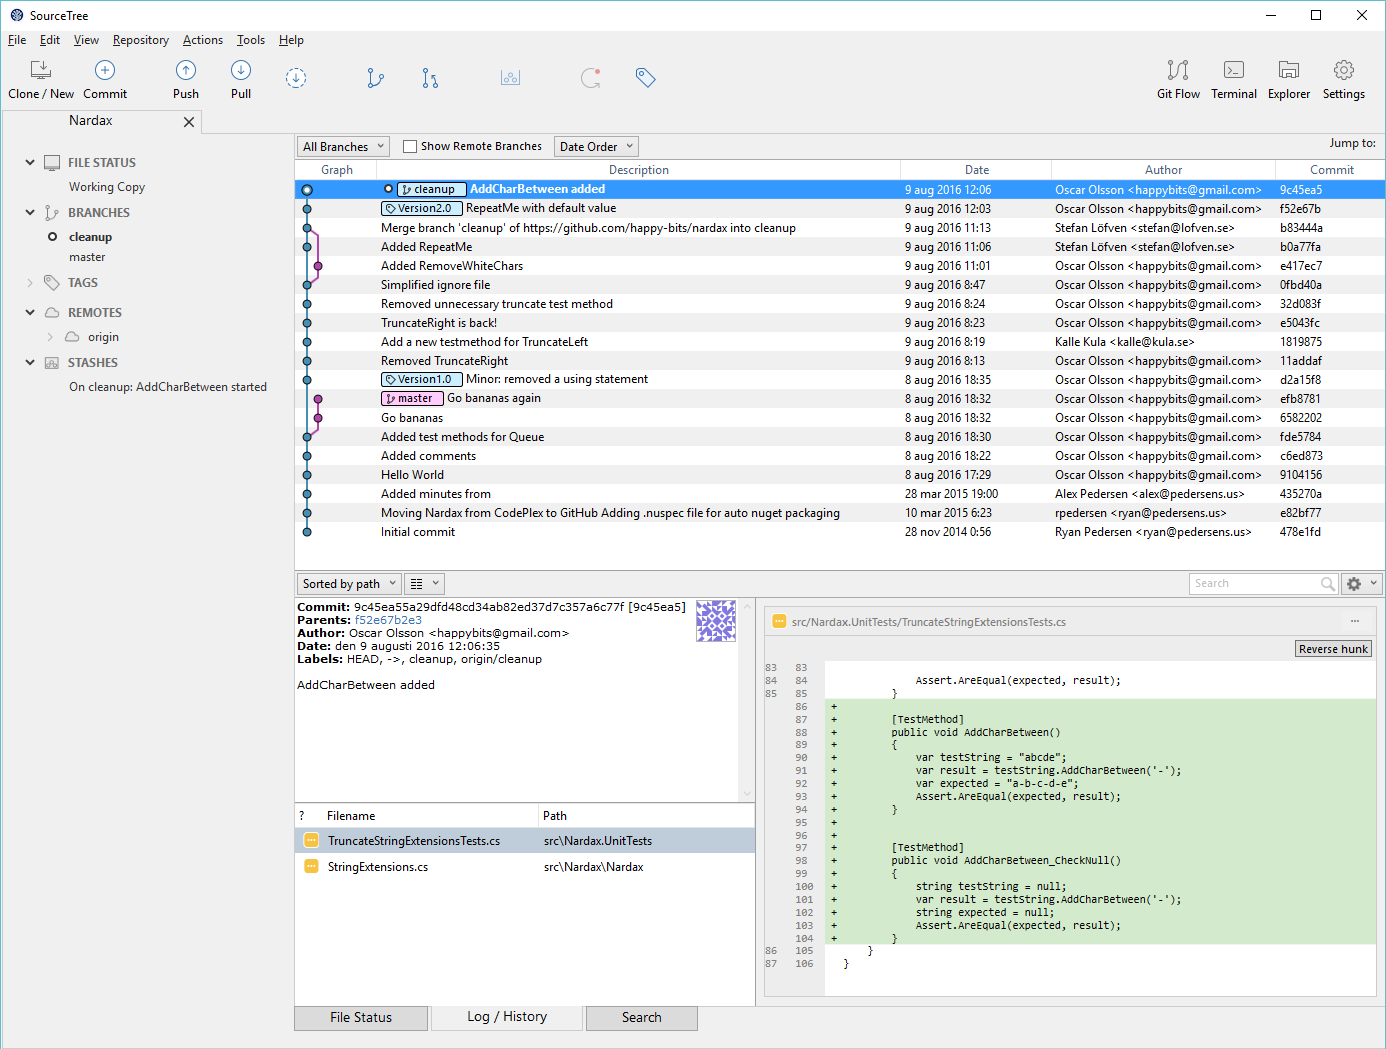 SourceTree
File Edit View Repository Actions Tools Help
Clone / New Commit Push Pull Git Flow Terminal Explorer Settings
Nardax
FILE STATUS
Working Copy
BRANCHES
cleanup
master
TAGS
REMOTES
origin
STASHES
On cleanup: AddCharBetween started
All Branches Show Remote Branches Date Order Jump to:
Graph Description Date Author Commit
cleanup AddCharBetween added 9 aug 2016 12:06 Oscar Olsson <happybits@gmail.com> 9c45ea5
Version2.0 RepeatMe with default value 9 aug 2016 12:03 Oscar Olsson <happybits@gmail.com> f52e67b
Merge branch 'cleanup' of https://github.com/happy-bits/nardax into cleanup 9 aug 2016 11:13 Stefan Löfven <stefan@lofven.se> b83444a
Added RepeatMe 9 aug 2016 11:06 Stefan Löfven <stefan@lofven.se> b0a77fa
Added RemoveWhiteChars 9 aug 2016 11:01 Oscar Olsson <happybits@gmail.com> e417ec7
Simplified ignore file 9 aug 2016 8:47 Oscar Olsson <happybits@gmail.com> 0fbd40a
Removed unnecessary truncate test method 9 aug 2016 8:24 Oscar Olsson <happybits@gmail.com> 32d083f
TruncateRight is back! 9 aug 2016 8:23 Oscar Olsson <happybits@gmail.com> e5043fc
Add a new testmethod for TruncateLeft 9 aug 2016 8:19 Kalle Kula <kalle@kula.se> 1819875
Removed TruncateRight 9 aug 2016 8:13 Oscar Olsson <happybits@gmail.com> 11addaf
Version1.0 Minor: removed a using statement 8 aug 2016 18:35 Oscar Olsson <happybits@gmail.com> d2a15f8
master Go bananas again 8 aug 2016 18:32 Oscar Olsson <happybits@gmail.com> efb8781
Go bananas 8 aug 2016 18:32 Oscar Olsson <happybits@gmail.com> 6582202
Added test methods for Queue 8 aug 2016 18:30 Oscar Olsson <happybits@gmail.com> fde5784
Added comments 8 aug 2016 18:22 Oscar Olsson <happybits@gmail.com> c6ed873
Hello World 8 aug 2016 17:29 Oscar Olsson <happybits@gmail.com> 9104156
Added minutes from 28 mar 2015 19:00 Alex Pedersen <alex@pedersens.us> 435270a
Moving Nardax from CodePlex to GitHub Adding .nuspec file for auto nuget packaging 10 mar 2015 6:23 rpedersen <ryan@pedersens.us> e82bf77
Initial commit 28 nov 2014 0:56 Ryan Pedersen <ryan@pedersens.us> 478e1fd
Sorted by path Search
Commit: 9c45ea55a29dfd48cd34ab82ed37d7c357a6c77f [9c45ea5]
Parents: f52e67b2e3
Author: Oscar Olsson <happybits@gmail.com>
Date: den 9 augusti 2016 12:06:35
Labels: HEAD, ->, cleanup, origin/cleanup
AddCharBetween added
? Filename Path
TruncateStringExtensionsTests.cs src\Nardax.UnitTests
StringExtensions.cs src\Nardax\Nardax
src/Nardax.UnitTests/TruncateStringExtensionsTests.cs ...
Reverse hunk
83 83
84 84 Assert.AreEqual(expected, result);
85 85 }
86 +
87 + [TestMethod]
88 + public void AddCharBetween()
89 + {
90 + var testString = "abcde";
91 + var result = testString.AddCharBetween('-');
92 + var expected = "a-b-c-d-e";
93 + Assert.AreEqual(expected, result);
94 + }
95 +
96 +
97 + [TestMethod]
98 + public void AddCharBetween_CheckNull()
99 + {
100 + string testString = null;
101 + var result = testString.AddCharBetween('-');
102 + string expected = null;
103 + Assert.AreEqual(expected, result);
104 + }
86 105 }
87 106 }
File Status Log / History Search